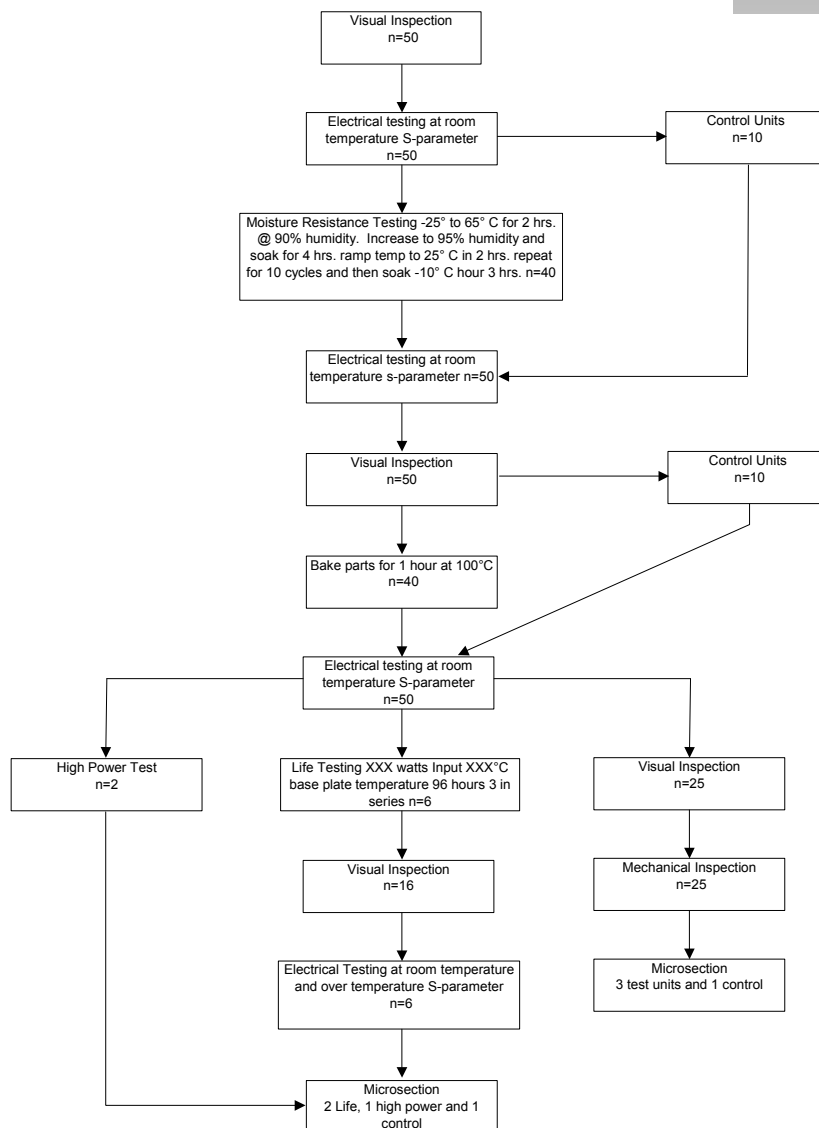 Visual Inspection
n=50
Electrical testing at room
temperature S-parameter
n=50
Control Units
n=10
Moisture Resistance Testing -25° to 65° C for 2 hrs.
@ 90% humidity.  Increase to 95% humidity and
soak for 4 hrs. ramp temp to 25° C in 2 hrs. repeat
for 10 cycles and then soak -10° C hour 3 hrs. n=40
Electrical testing at room
temperature s-parameter n=50
Visual Inspection
n=50
Control Units
n=10
Bake parts for 1 hour at 100°C
n=40
Electrical testing at room
temperature S-parameter
n=50
High Power Test
n=2
Life Testing XXX watts Input XXX°C
base plate temperature 96 hours 3 in
series n=6
Visual Inspection
n=25
Visual Inspection
n=16
Mechanical Inspection
n=25
Electrical Testing at room temperature
and over temperature S-parameter
n=6
Microsection
3 test units and 1 control
Microsection
2 Life, 1 high power and 1
control